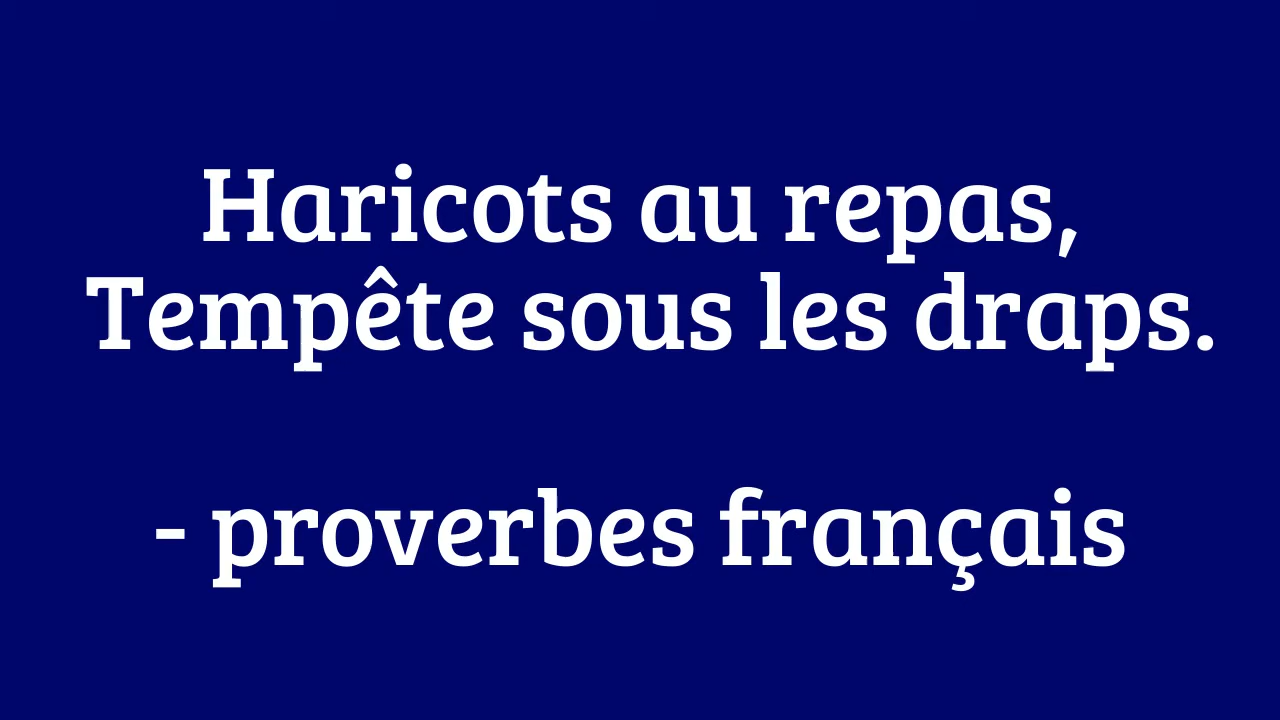 Haricots au repas,
Tempête sous les draps.
- proverbes français